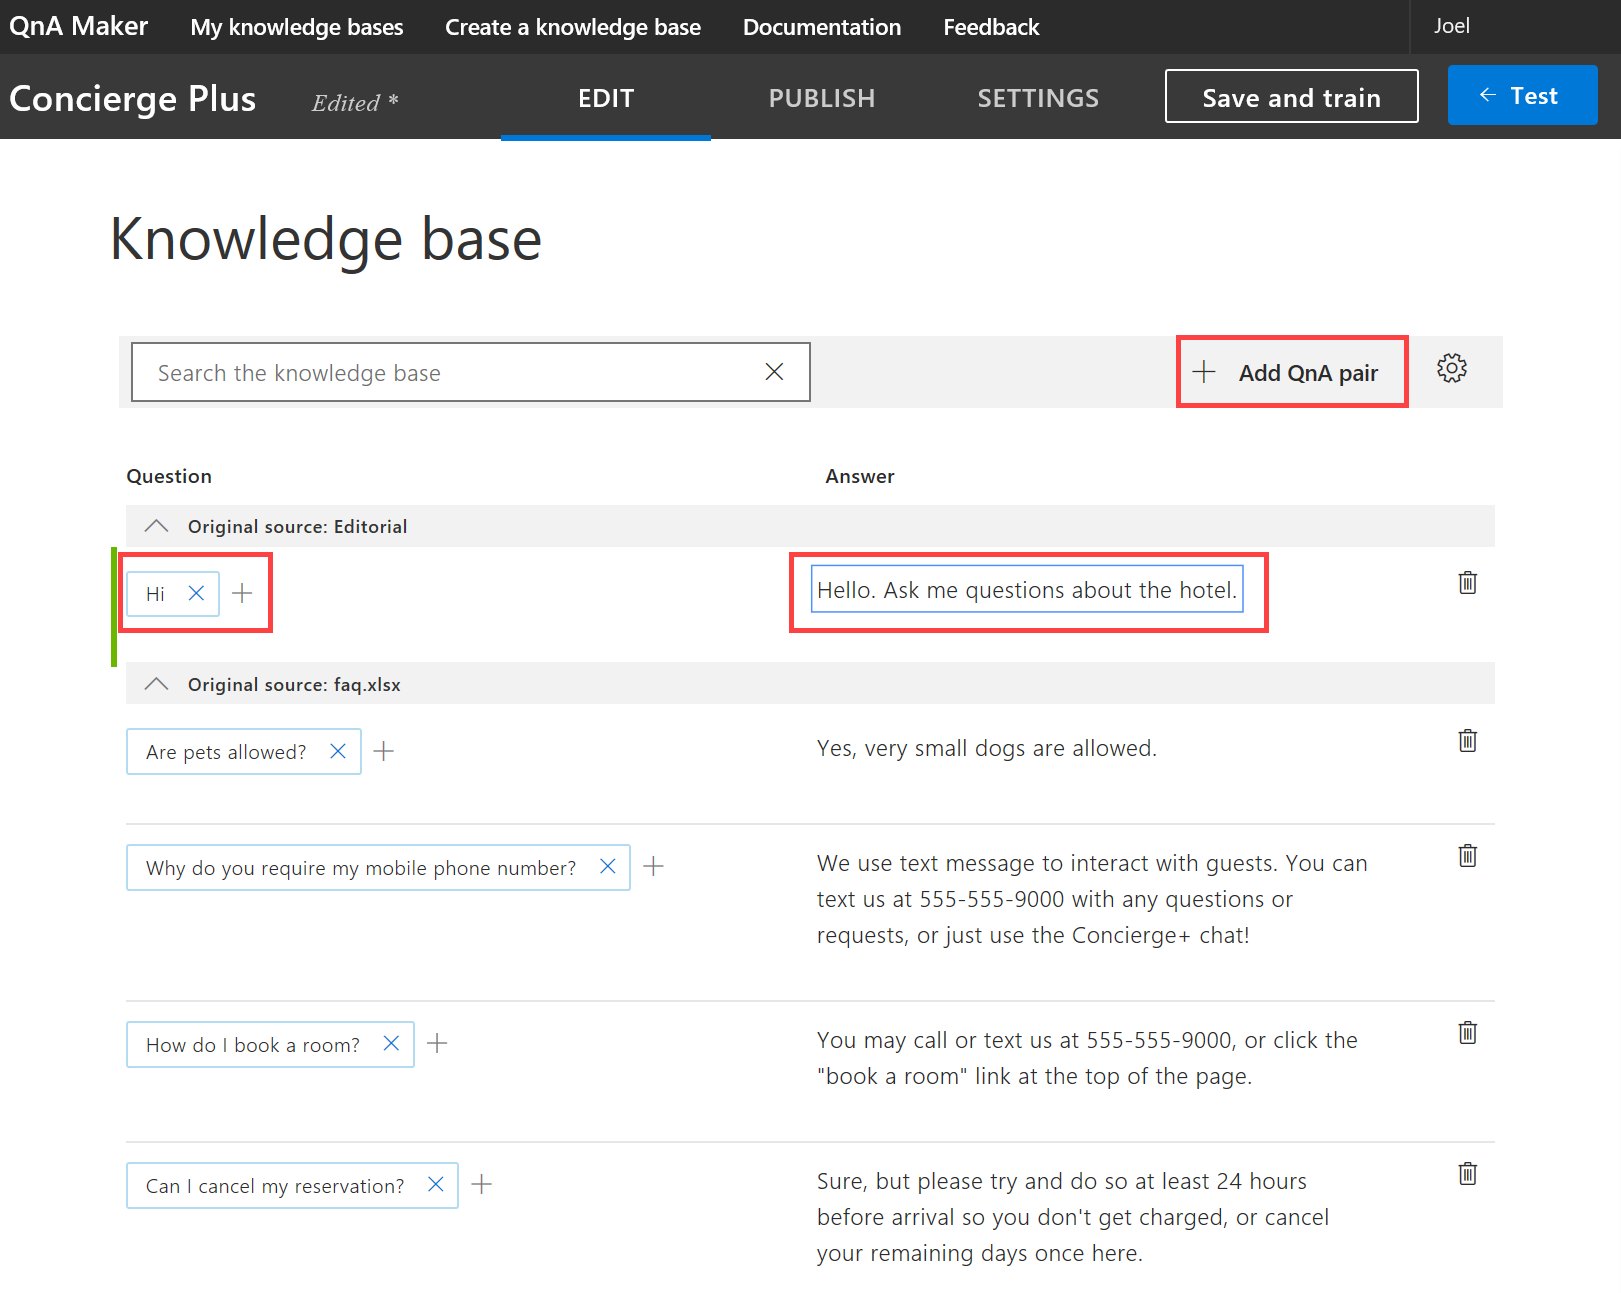 QnA Maker My knowledge bases Create a knowledge base Documentation Feedback Joel
Concierge Plus Edited * EDIT PUBLISH SETTINGS Save and train Test
Knowledge base
Search the knowledge base Add QnA pair
Question Answer
Original source: Editorial
Hi Hello. Ask me questions about the hotel.
Original source: faq.xlsx
Are pets allowed? Yes, very small dogs are allowed.
Why do you require my mobile phone number? We use text message to interact with guests. You can
text us at 555-555-9000 with any questions or
requests, or just use the Concierge+ chat!
How do I book a room? You may call or text us at 555-555-9000, or click the
"book a room" link at the top of the page.
Can I cancel my reservation? Sure, but please try and do so at least 24 hours
before arrival so you don't get charged, or cancel
your remaining days once here.